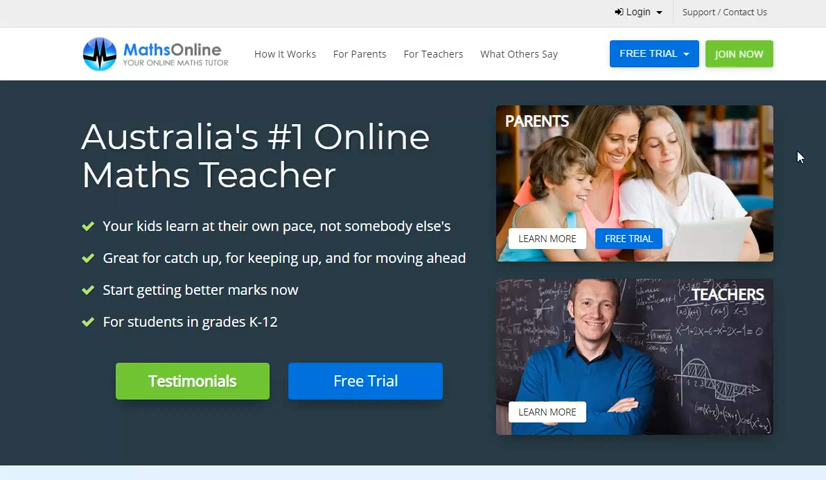 Login
Support / Contact Us
MathsOnline
YOUR ONLINE MATHS TUTOR
How It Works
For Parents
For Teachers
What Others Say
FREE TRIAL
JOIN NOW
Australia's #1 Online
Maths Teacher
Your kids learn at their own pace, not somebody else's
Great for catch up, for keeping up, and for moving ahead
Start getting better marks now
For students in grades K-12
Testimonials
Free Trial
PARENTS
LEARN MORE
FREE TRIAL
TEACHERS
LEARN MORE